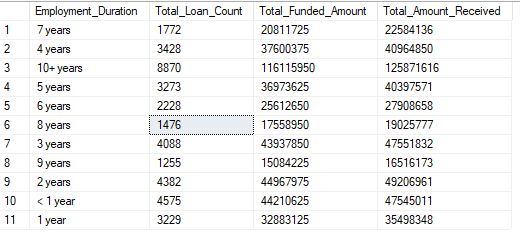 Employment_Duration Total_Loan_Count Total_Funded_Amount Total_Amount_Received
1 7 years 1772 20811725 22584136
2 4 years 3428 37600375 40964850
3 10+ years 8870 116115950 125871616
4 5 years 3273 36973625 40397571
5 6 years 2228 25612650 27908658
6 8 years 1476 17558950 19025777
7 3 years 4088 43937850 47551832
8 9 years 1255 15084225 16516173
9 2 years 4382 44967975 49206961
10 < 1 year 4575 44210625 47545011
11 1 year 3229 32883125 35498348